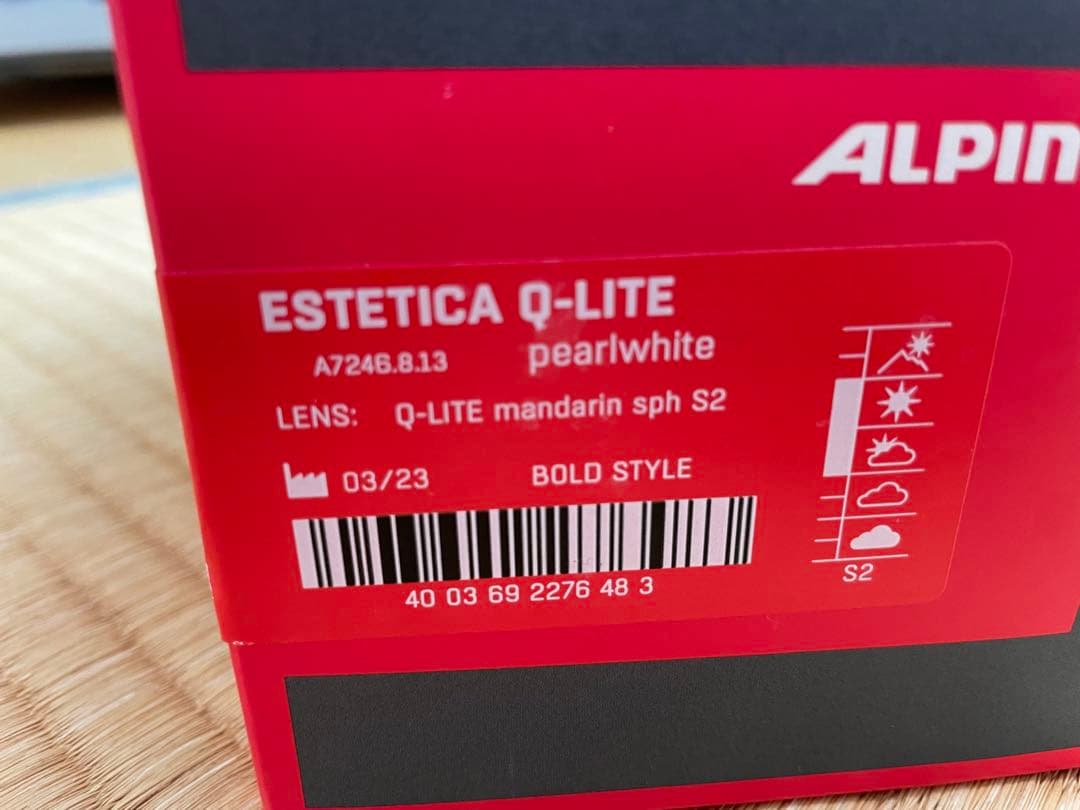 ALPIN
ESTETICA Q-LITE
A7246.8.13 pearlwhite
LENS: Q-LITE mandarin sph S2
03/23 BOLD STYLE
40 03 69 2276 48 3
S2